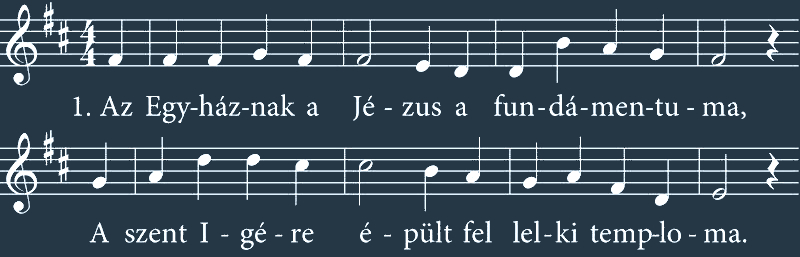 1. Az Egy-ház-nak a Jé - zus a fun-dá-men-tu - ma,
A szent I - gé - re é - pült fel lel-ki temp-lo - ma.